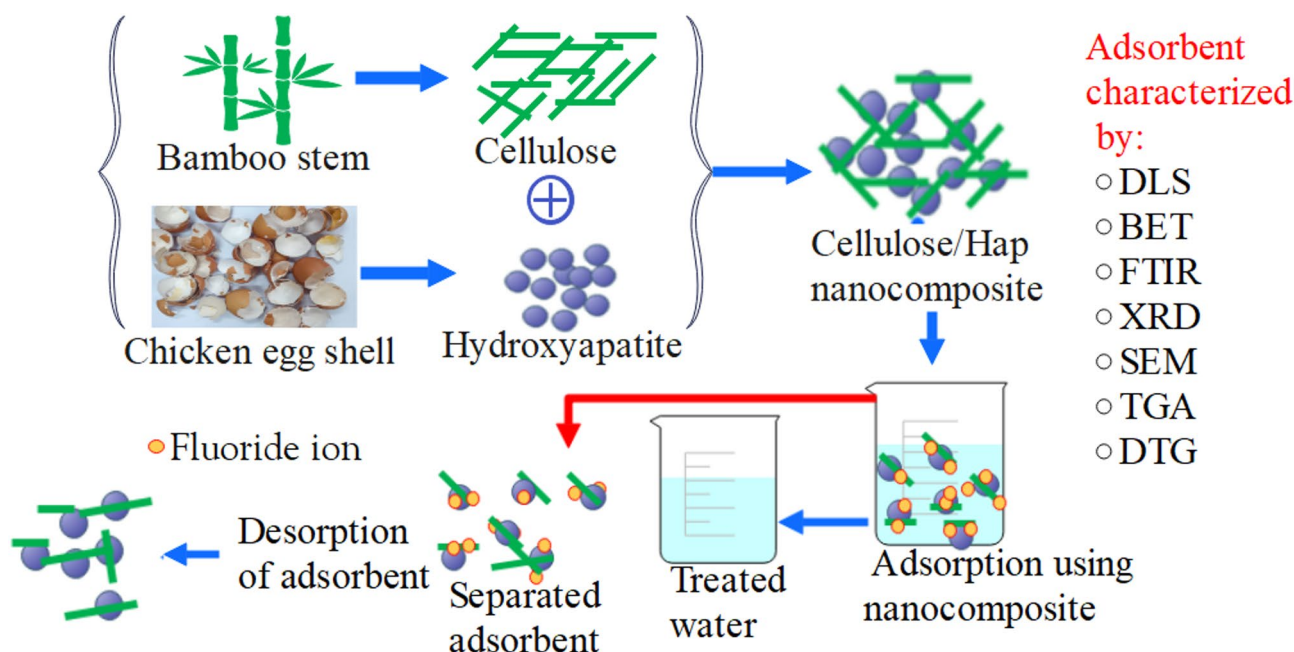 Bamboo stem
Cellulose
Chicken egg shell
Hydroxyapatite
Cellulose/Hap
nanocomposite
Adsorbent
characterized
by:
DLS
BET
FTIR
XRD
SEM
TGA
DTG
Adsorption using
nanocomposite
Treated
water
Separated
adsorbent
Desorption
of adsorbent
Fluoride ion